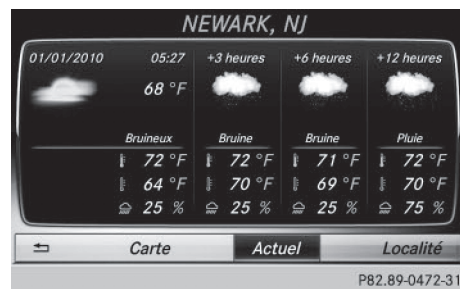 NEWARK, NJ
01/01/2010 05:27 +3 heures +6 heures +12 heures
68 °F
Bruineux Bruine Bruine Pluie
72 °F 72 °F 71 °F 72 °F
64 °F 70 °F 69 °F 70 °F
25 % 25 % 25 % 75 %
Carte Actuel Localité
P82.89-0472-31